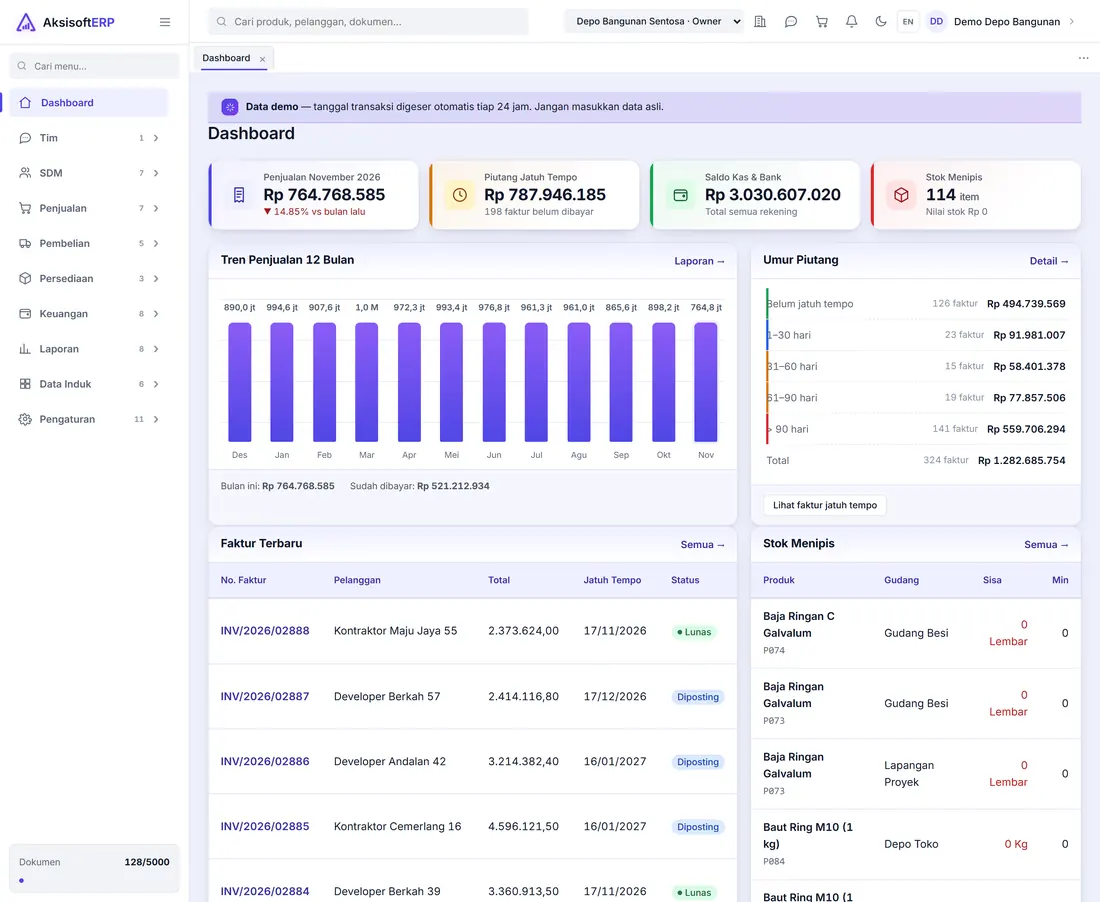 AksisoftERP
Cari produk, pelanggan, dokumen...
Depo Bangunan Sentosa · Owner
EN
DD
Demo Depo Bangunan
Cari menu...
Dashboard
Tim 1
SDM 7
Penjualan 7
Pembelian 5
Persediaan 3
Keuangan 8
Laporan 8
Data Induk 6
Pengaturan 11
Dokumen 128/5000
Dashboard ×
Data demo — tanggal transaksi digeser otomatis tiap 24 jam. Jangan masukkan data asli.
Dashboard
Penjualan November 2026
Rp 764.768.585
▼ 14.85% vs bulan lalu
Piutang Jatuh Tempo
Rp 787.946.185
198 faktur belum dibayar
Saldo Kas & Bank
Rp 3.030.607.020
Total semua rekening
Stok Menipis
114 item
Nilai stok Rp 0
Tren Penjualan 12 Bulan
Laporan →
890,0 jt 994,6 jt 907,6 jt 1,0 M 972,3 jt 993,4 jt 976,8 jt 961,3 jt 961,0 jt 865,6 jt 898,2 jt 764,8 jt
Des Jan Feb Mar Apr Mei Jun Jul Agu Sep Okt Nov
Bulan ini: Rp 764.768.585 Sudah dibayar: Rp 521.212.934
Umur Piutang
Detail →
Belum jatuh tempo 126 faktur Rp 494.739.569
1–30 hari 23 faktur Rp 91.981.007
31–60 hari 15 faktur Rp 58.401.378
61–90 hari 19 faktur Rp 77.857.506
> 90 hari 141 faktur Rp 559.706.294
Total 324 faktur Rp 1.282.685.754
Lihat faktur jatuh tempo
Faktur Terbaru
Semua →
No. Faktur Pelanggan Total Jatuh Tempo Status
INV/2026/02888 Kontraktor Maju Jaya 55 2.373.624,00 17/11/2026 Lunas
INV/2026/02887 Developer Berkah 57 2.414.116,80 17/12/2026 Diposting
INV/2026/02886 Developer Andalan 42 3.214.382,40 16/01/2027 Diposting
INV/2026/02885 Kontraktor Cemerlang 16 4.596.121,50 16/01/2027 Diposting
INV/2026/02884 Developer Berkah 39 3.360.913,50 17/11/2026 Lunas
Stok Menipis
Semua →
Produk Gudang Sisa Min
Baja Ringan C
Galvalum
P074
Gudang Besi
0
Lembar
0
Baja Ringan
Galvalum
P073
Gudang Besi
0
Lembar
0
Baja Ringan
Galvalum
P073
Lapangan
Proyek
0
Lembar
0
Baut Ring M10 (1
kg)
P084
Depo Toko
0 Kg
0
Baut Ring M10 (1